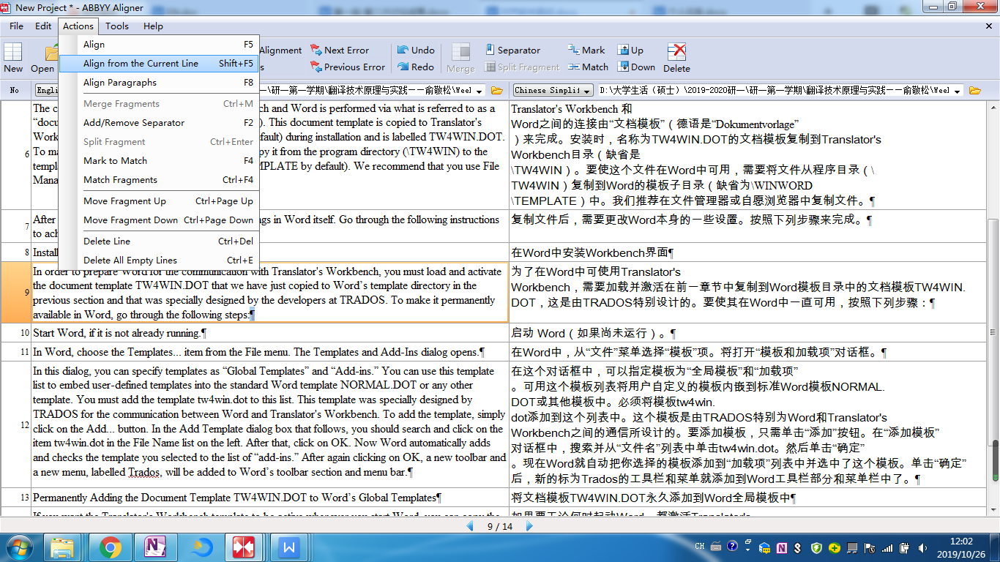 New Project * - ABBYY Aligner
File Edit Actions Tools Help
New Open lignment Next Error Undo Separator Mark Up
s Previous Error Redo Merge Split Fragment Match Down Delete
Align F5
Align from the Current Line Shift+F5
Align Paragraphs F8
Merge Fragments Ctrl+M
Add/Remove Separator F2
Split Fragment Ctrl+Enter
Mark to Match F4
Match Fragments Ctrl+F4
Move Fragment Up Ctrl+Page Up
Move Fragment Down Ctrl+Page Down
Delete Line Ctrl+Del
Delete All Empty Lines Ctrl+E
No Engli \研一第一学期\翻译技术原理与实践——俞敬松\Weel Chinese Simplif D:\大学生活（硕士）\2019-2020研一\研一第一学期\翻译技术原理与实践——俞敬松\Weel
6
The c ch and Word is performed via what is referred to as a
“docu ). This document template is copied to Translator's
Work fault) during installation and is labelled TW4WIN.DOT.
To ma py it from the program directory (\TW4WIN) to the
templ MPLATE by default). We recommend that you use File
Mana
Translator's Workbench 和
Word之间的连接由“文档模板”（德语是“Dokumentvorlage”
）来完成。安装时，名称为TW4WIN.DOT的文档模板复制到Translator's
Workbench目录（缺省是
\TW4WIN）。要使这个文件在Word中可用，需要将文件从程序目录（\
TW4WIN）复制到Word的模板子目录（缺省为\WINWORD
\TEMPLATE）中。我们推荐在文件管理器或自愿浏览器中复制文件。¶
7
After ngs in Word itself. Go through the following instructions
to ach
复制文件后，需要更改Word本身的一些设置。按照下列步骤来完成。¶
8
Install
在Word中安装Workbench界面¶
9
In order to prepare Word for the communication with Translator's Workbench, you must load and activate
the document template TW4WIN.DOT that we have just copied to Word’s template directory in the
previous section and that was specially designed by the developers at TRADOS. To make it permanently
available in Word, go through the following steps:¶
为了在Word中可使用Translator's
Workbench，需要加载并激活在前一章节中复制到Word模板目录中的文档模板TW4WIN.
DOT，这是由TRADOS特别设计的。要使其在Word中一直可用，按照下列步骤：¶
10
Start Word, if it is not already running.¶
启动 Word（如果尚未运行）。¶
11
In Word, choose the Templates... item from the File menu. The Templates and Add-Ins dialog opens.¶
在Word中，从“文件”菜单选择“模板”项。将打开“模板和加载项”对话框。¶
12
In this dialog, you can specify templates as “Global Templates” and “Add-ins.” You can use this template
list to embed user-defined templates into the standard Word template NORMAL.DOT or any other
template. You must add the template tw4win.dot to this list. This template was specially designed by
TRADOS for the communication between Word and Translator's Workbench. To add the template, simply
click on the Add... button. In the Add Template dialog box that follows, you should search and click on the
item tw4win.dot in the File Name list on the left. After that, click on OK. Now Word automatically adds
and checks the template you selected to the list of “add-ins.” After again clicking on OK, a new toolbar and
a new menu, labelled Trados, will be added to Word’s toolbar section and menu bar.¶
在这个对话框中，可以指定模板为“全局模板”和“加载项”
。可用这个模板列表将用户自定义的模板内嵌到标准Word模板NORMAL.
DOT或其他模板中。必须将模板tw4win.
dot添加到这个列表中。这个模板是由TRADOS特别为Word和Translator's
Workbench之间的通信所设计的。要添加模板，只需单击“添加”按钮。在“添加模板”
对话框中，搜索并从“文件名”列表中单击tw4win.dot。然后单击“确定”
。现在Word就自动把你选择的模板添加到“加载项”列表中并选中了这个模板。单击“确定”
后，新的标为Trados的工具栏和菜单就添加到Word工具栏部分和菜单栏中了。¶
13
Permanently Adding the Document Template TW4WIN.DOT to Word’s Global Templates¶
将文档模板TW4WIN.DOT永久添加到Word全局模板中¶
If you want the Translator's Workbench template to be active whenever you start Word, you can copy the
如果要无论何时起动Word，都激活Translator's
9 / 14
CH
12:02
2019/10/26